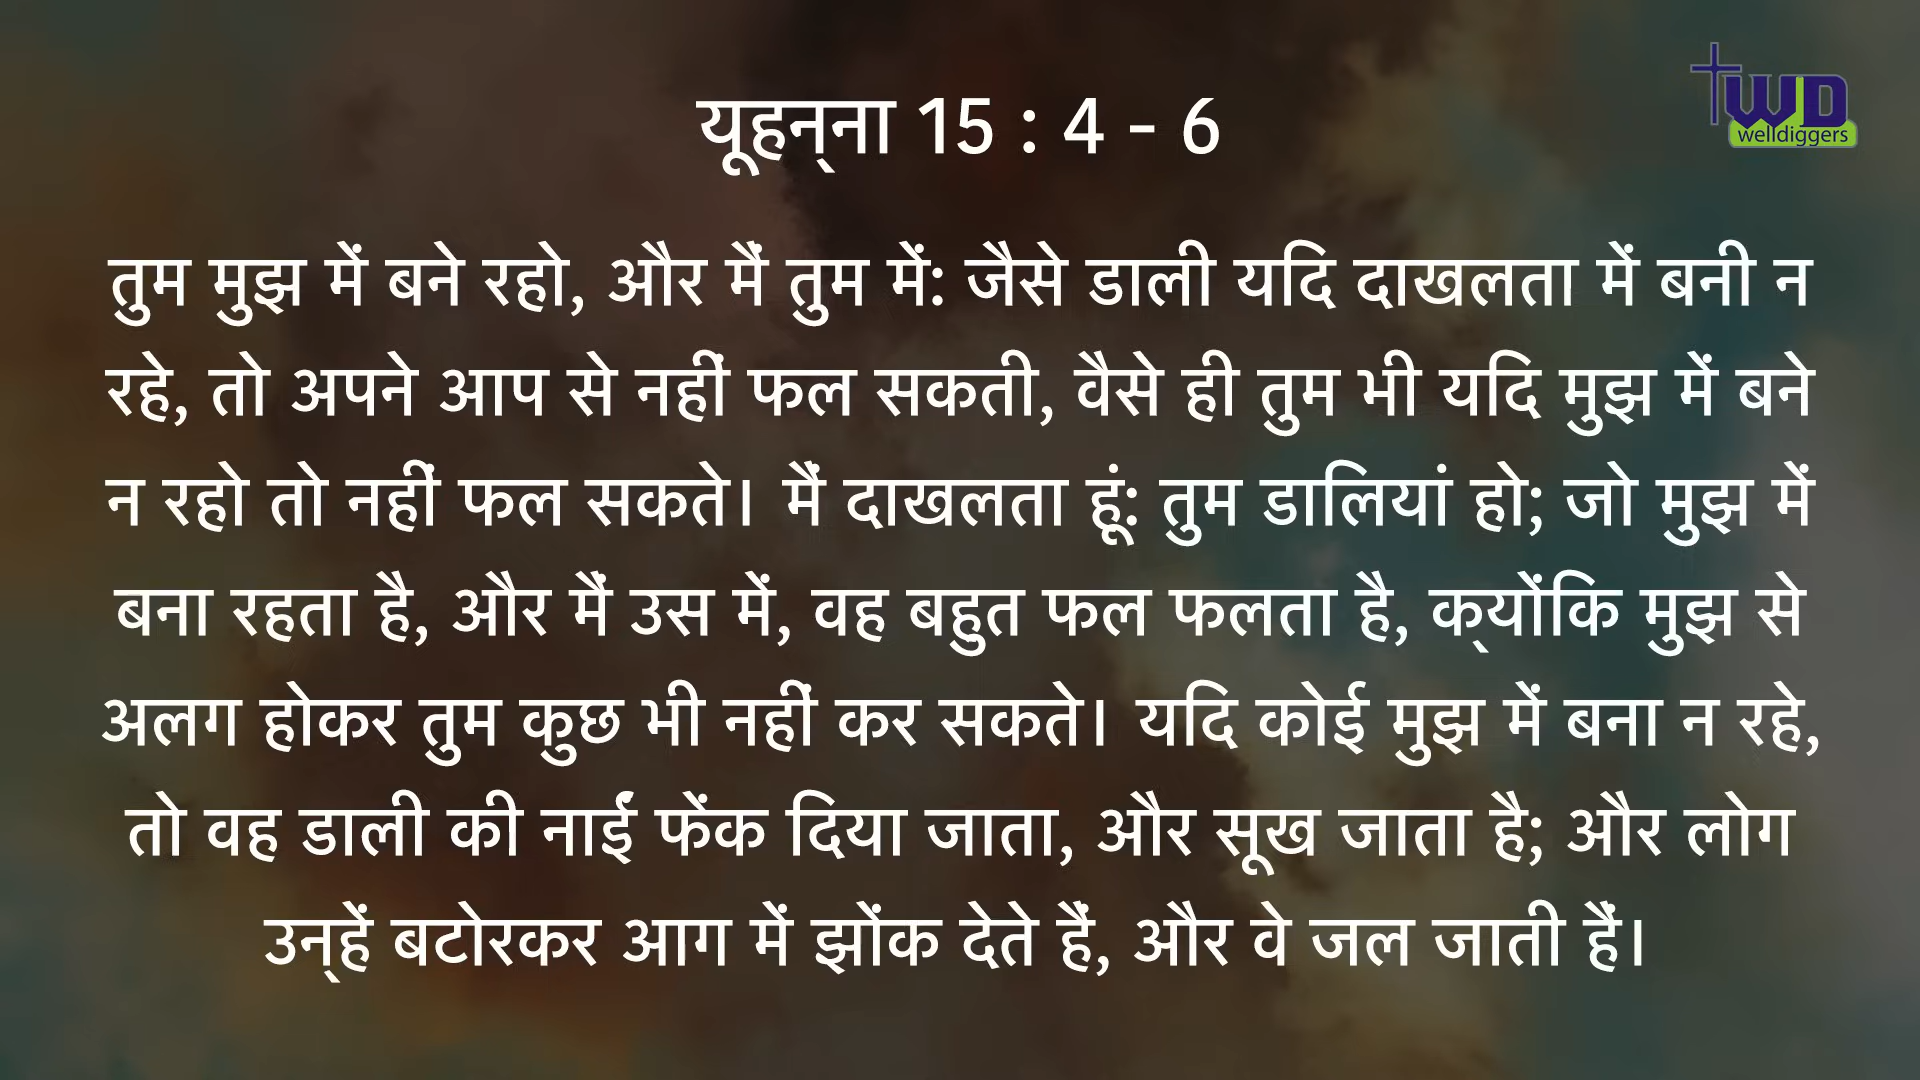 यूहन्‌ना 15 : 4 - 6
WD
welldiggers
तुम मुझ में बने रहो, और मैं तुम में: जैसे डाली यदि दाखलता में बनी न
रहे, तो अपने आप से नहीं फल सकती, वैसे ही तुम भी यदि मुझ में बने
न रहो तो नहीं फल सकते। मैं दाखलता हूं: तुम डालियां हो; जो मुझ में
बना रहता है, और मैं उस में, वह बहुत फल फलता है, क्‌योंकि मुझ से
अलग होकर तुम कुछ भी नहीं कर सकते। यदि कोई मुझ में बना न रहे,
तो वह डाली की नाईं फेंक दिया जाता, और सूख जाता है; और लोग
उन्‌हें बटोरकर आग में झोंक देते हैं, और वे जल जाती हैं।